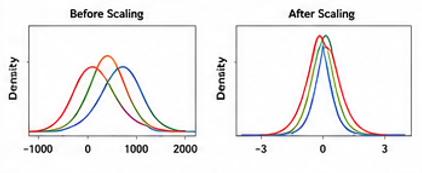 Before Scaling
After Scaling
Density
Density
-1000 0 1000 2000
-3 0 3